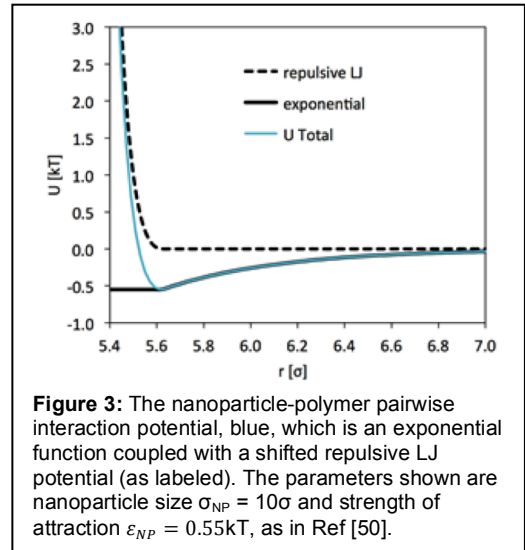 3.0
2.5
2.0
1.5
1.0
0.5
0.0
-0.5
-1.0
U [kT]
repulsive LJ
exponential
U Total
5.4 5.6 5.8 6.0 6.2 6.4 6.6 6.8 7.0
r [σ]
Figure 3: The nanoparticle-polymer pairwise
interaction potential, blue, which is an exponential
function coupled with a shifted repulsive LJ
potential (as labeled). The parameters shown are
nanoparticle size σNP = 10σ and strength of
attraction εNP = 0.55kT, as in Ref [50].